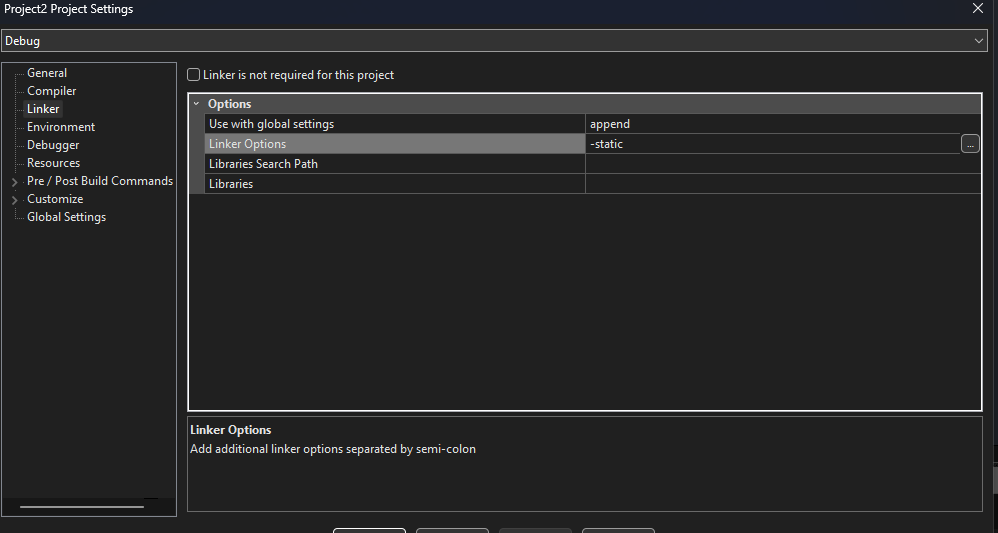 Project2 Project Settings
Debug
General
Compiler
Linker
Environment
Debugger
Resources
Pre / Post Build Commands
Customize
Global Settings
Linker is not required for this project
Options
Use with global settings append
Linker Options -static ...
Libraries Search Path
Libraries
Linker Options
Add additional linker options separated by semi-colon